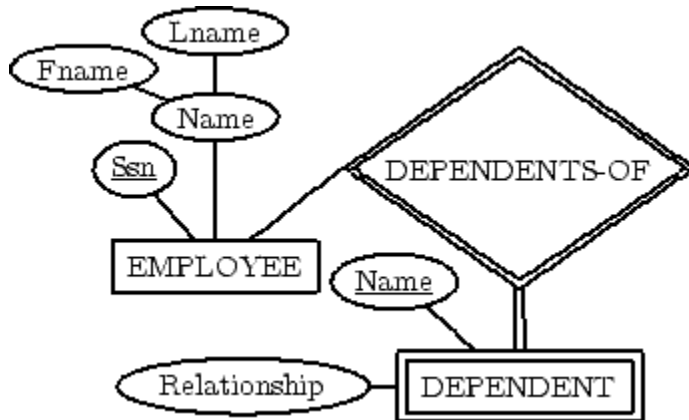 Lname
Fname
Name
Ssn
DEPENDENTS-OF
EMPLOYEE
Name
Relationship
DEPENDENT